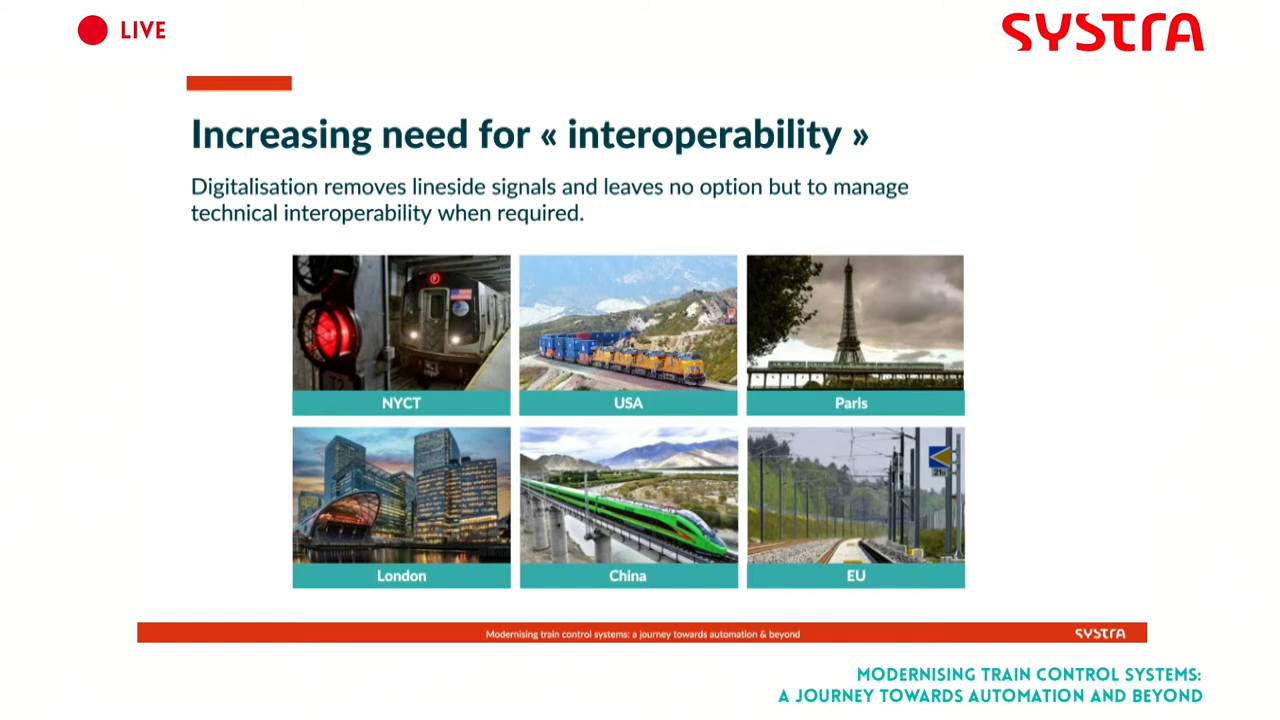 LIVE
SYSTRA
Increasing need for « interoperability »
Digitalisation removes lineside signals and leaves no option but to manage
technical interoperability when required.
F
NYCT
USA
Paris
London
China
EU
Modernising train control systems: a journey towards automation & beyond
SYSTRA
MODERNISING TRAIN CONTROL SYSTEMS:
A JOURNEY TOWARDS AUTOMATION AND BEYOND